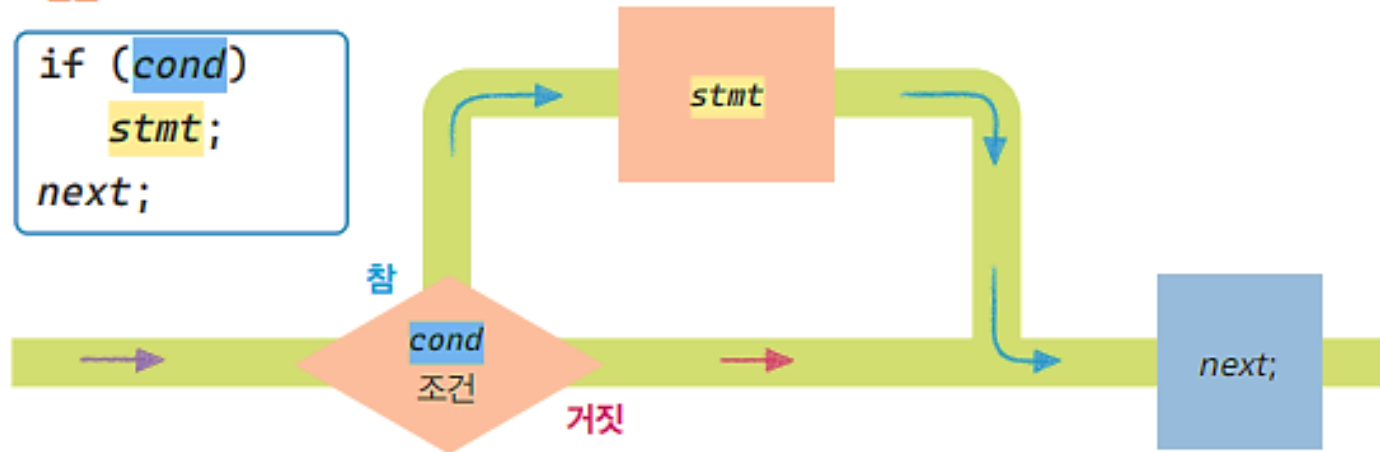 if (cond)
stmt;
next;
stmt
참
cond
조건
거짓
next;